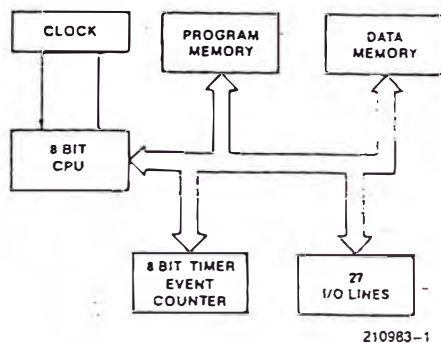 CLOCK
PROGRAM
MEMORY
DATA
MEMORY
8 BIT
CPU
8 BIT TIMER
EVENT
COUNTER
27
I/O LINES
210983-1